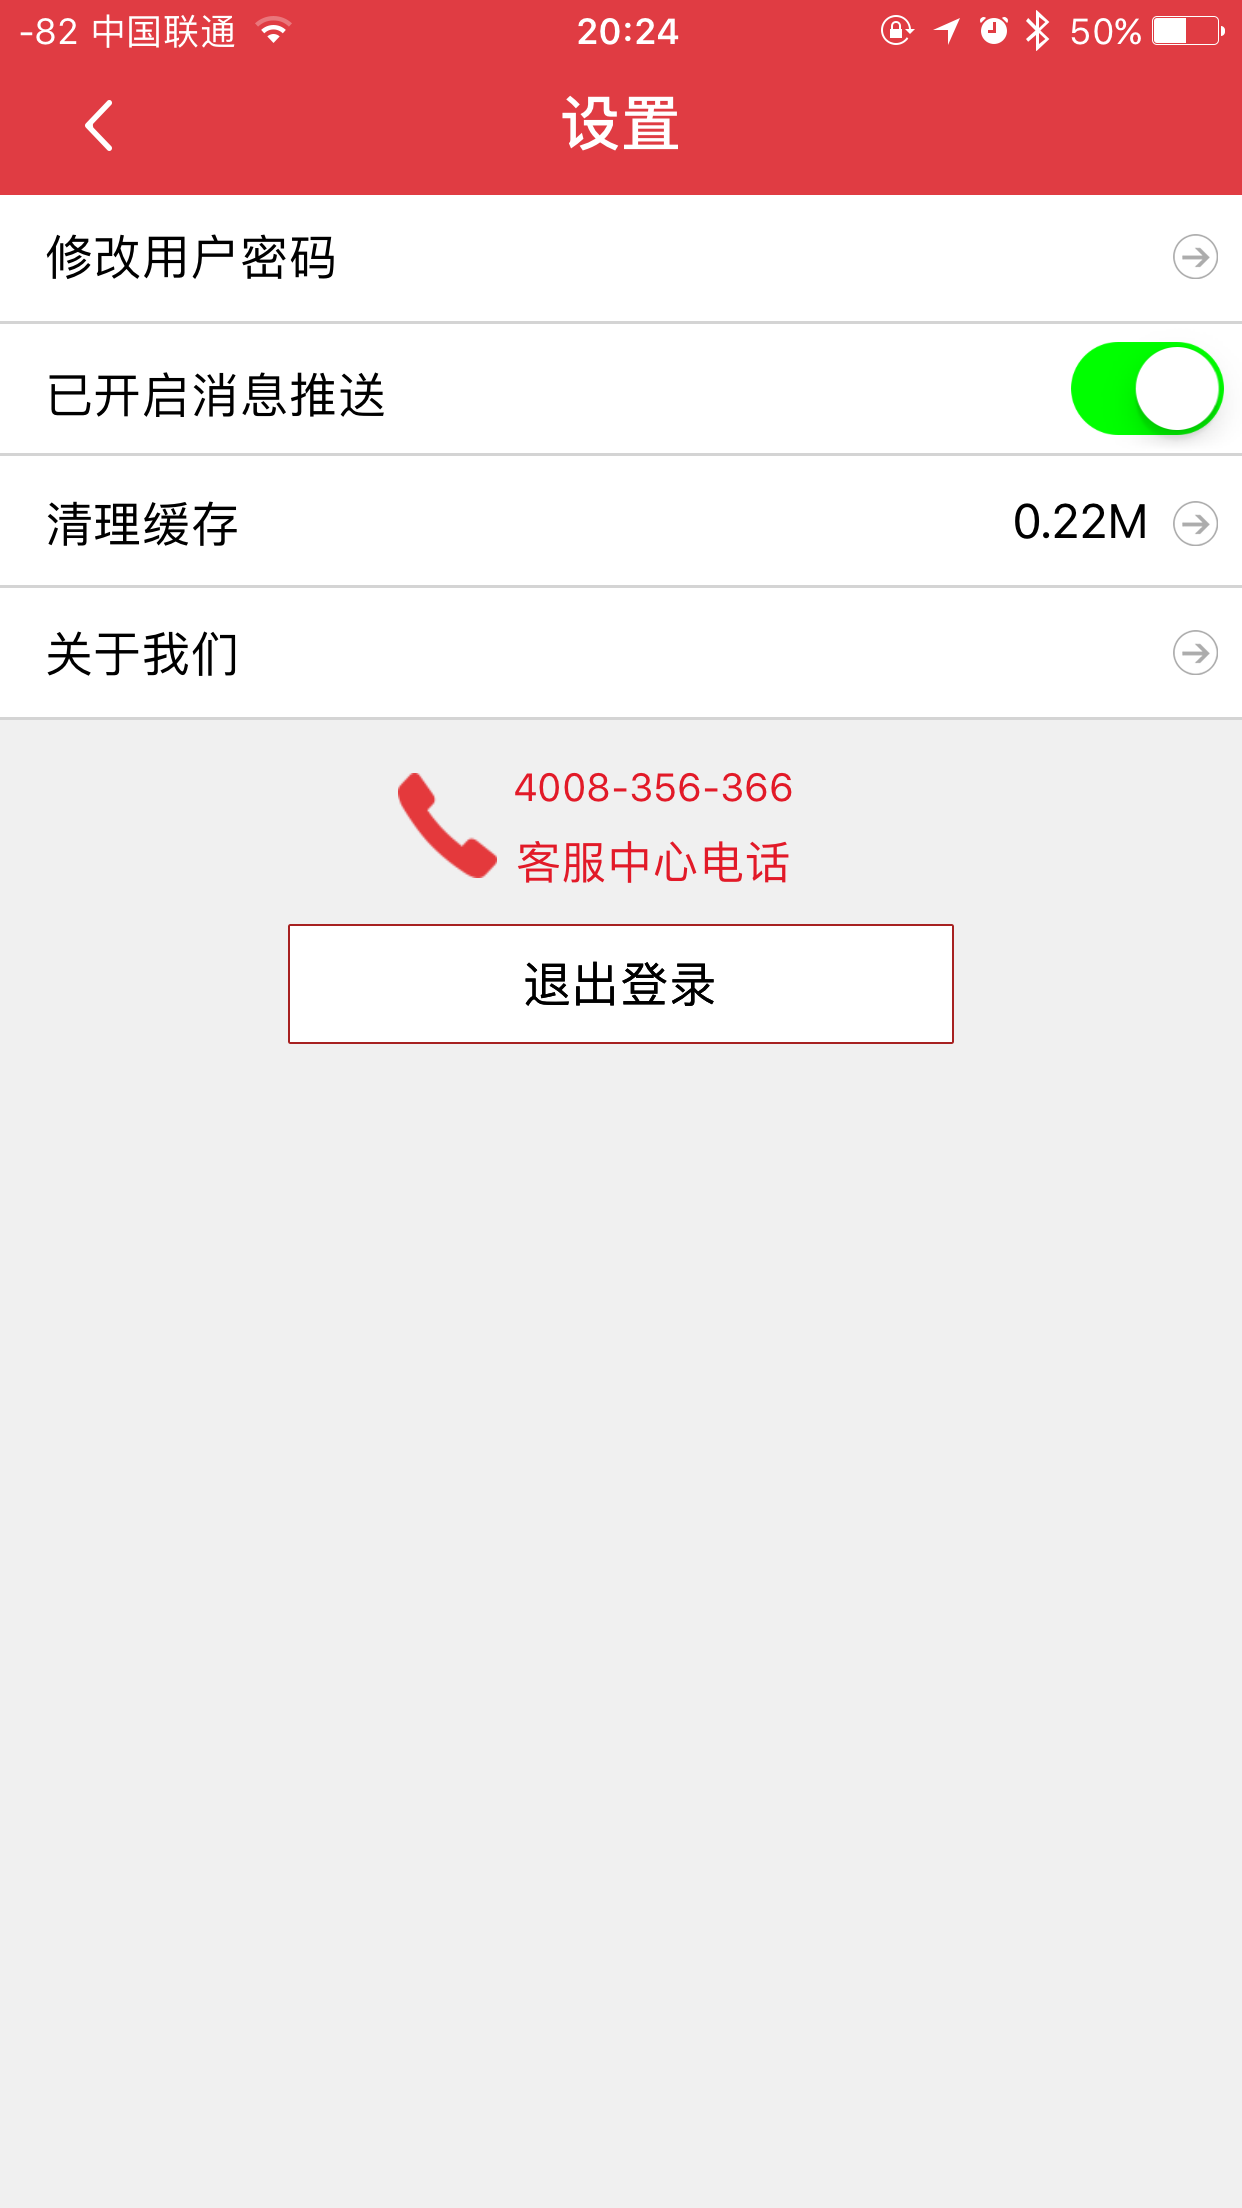 -82 中国联通 20:24 50%
设置
修改用户密码
已开启消息推送
清理缓存 0.22M
关于我们
4008-356-366
客服中心电话
退出登录